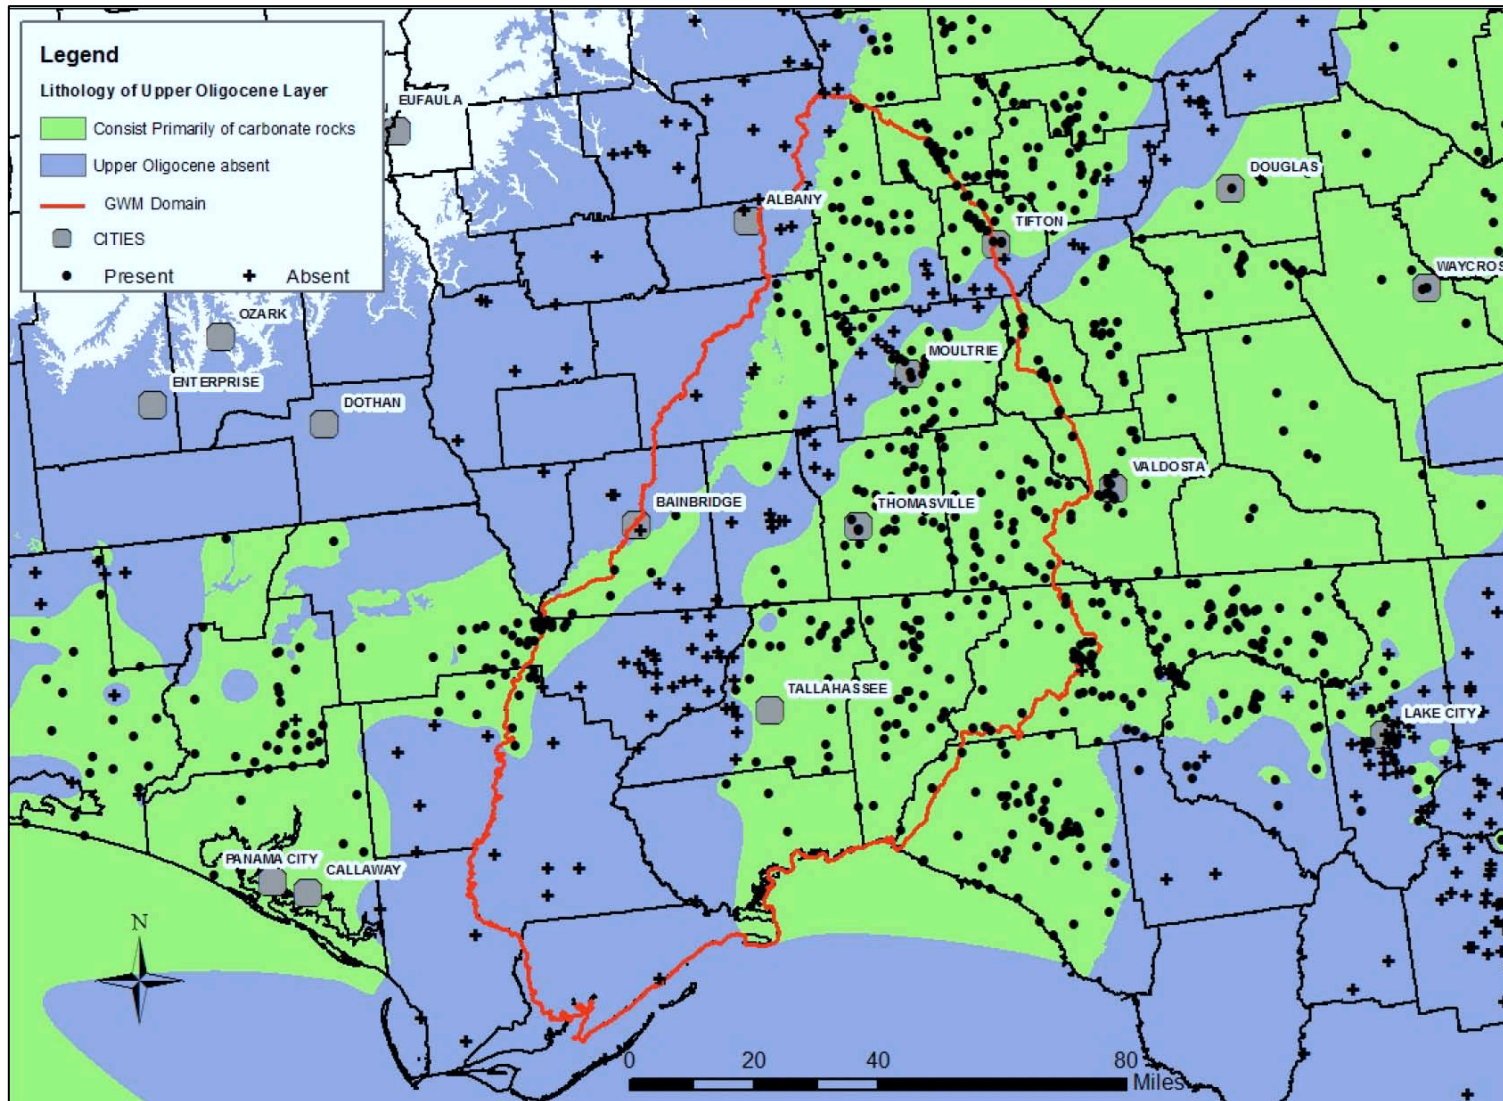 Legend
Lithology of Upper Oligocene Layer
Consist Primarily of carbonate rocks
Upper Oligocene absent
GWM Domain
CITIES
Present Absent
EUFAULA
DOUGLAS
ALBANY
TIFTON
WAYCROS
OZARK
MOULTRIE
ENTERPRISE
DOTHAN
VALDOSTA
BAINBRIDGE
THOMASVILLE
TALLAHASSEE
LAKE CITY
PANAMA CITY
CALLAWAY
N
0 20 40 80
Miles